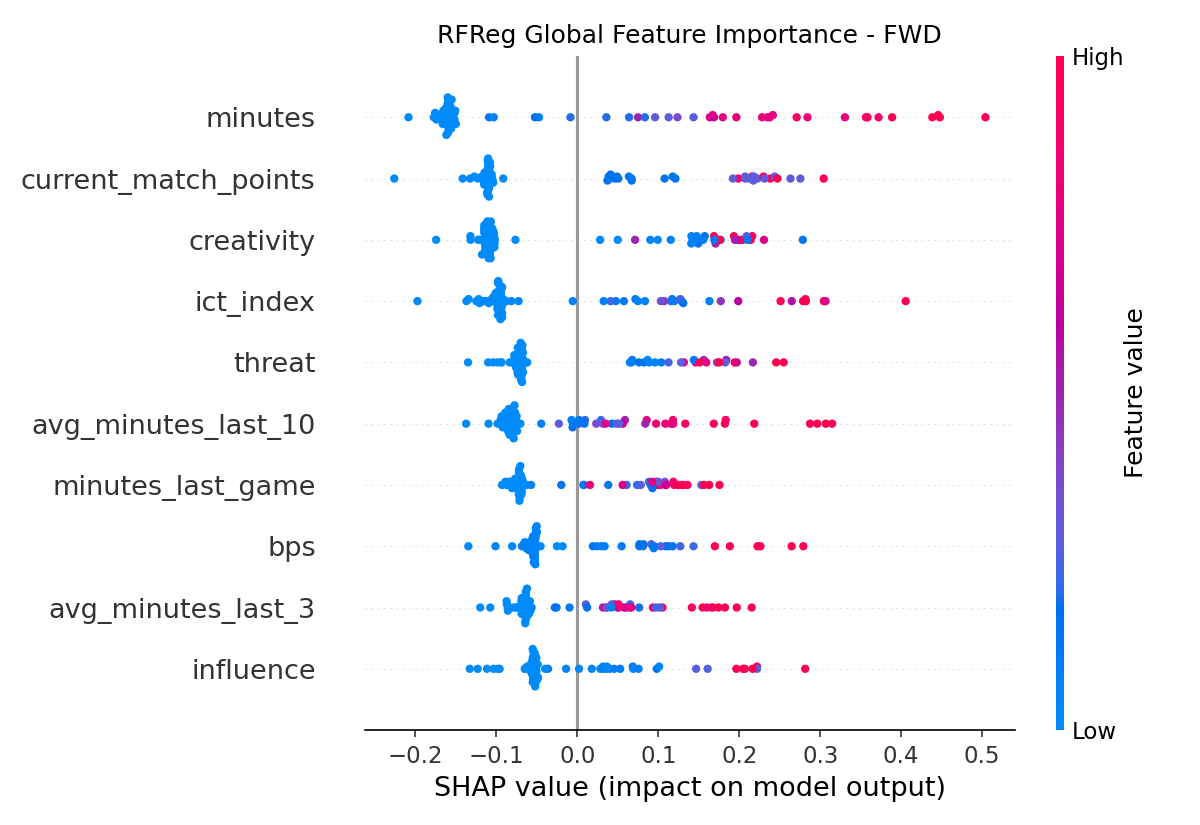 RFReg Global Feature Importance - FWD
High
minutes
current_match_points
creativity
ict_index
threat
avg_minutes_last_10
minutes_last_game
bps
avg_minutes_last_3
influence
Feature value
Low
−0.2 −0.1 0.0 0.1 0.2 0.3 0.4 0.5
SHAP value (impact on model output)